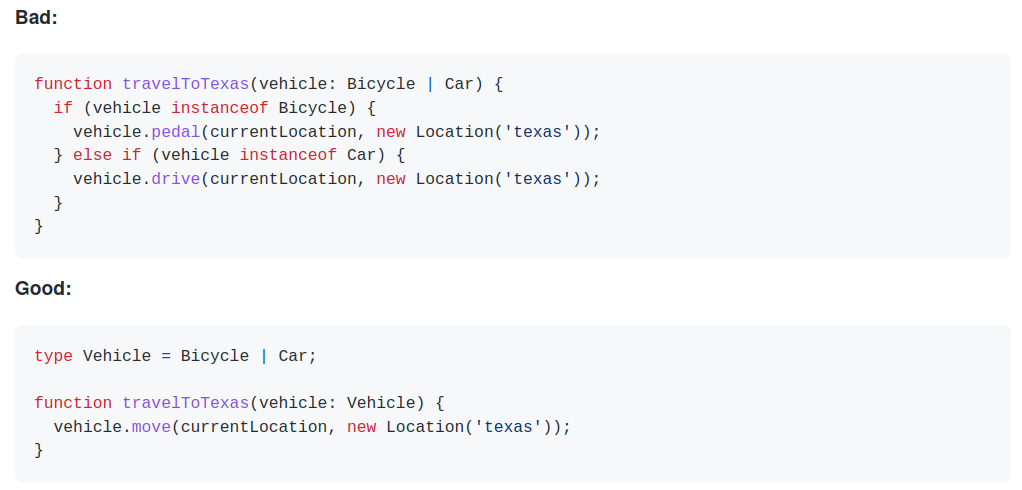 Bad:
function travelToTexas(vehicle: Bicycle | Car) {
  if (vehicle instanceof Bicycle) {
    vehicle.pedal(currentLocation, new Location('texas'));
  } else if (vehicle instanceof Car) {
    vehicle.drive(currentLocation, new Location('texas'));
  }
}
Good:
type Vehicle = Bicycle | Car;
function travelToTexas(vehicle: Vehicle) {
  vehicle.move(currentLocation, new Location('texas'));
}